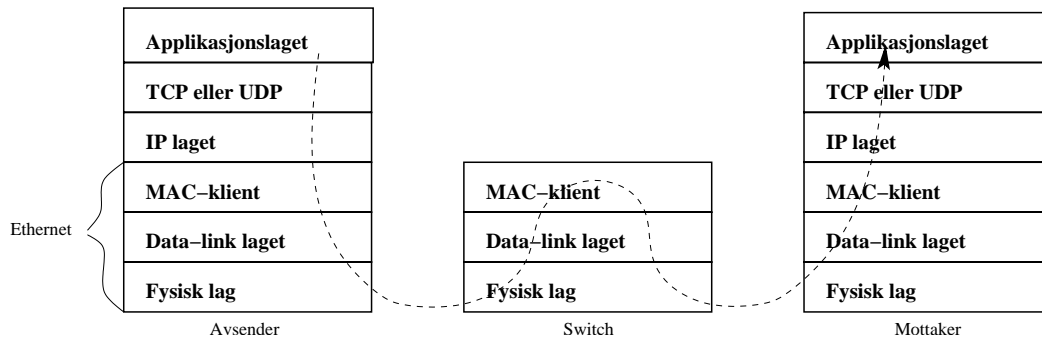 Applikasjonslaget
TCP eller UDP
IP laget
MAC−klient
Data−link laget
Fysisk lag
Ethernet
Avsender
MAC−klient
Data−link laget
Fysisk lag
Switch
Applikasjonslaget
TCP eller UDP
IP laget
MAC−klient
Data−link laget
Fysisk lag
Mottaker